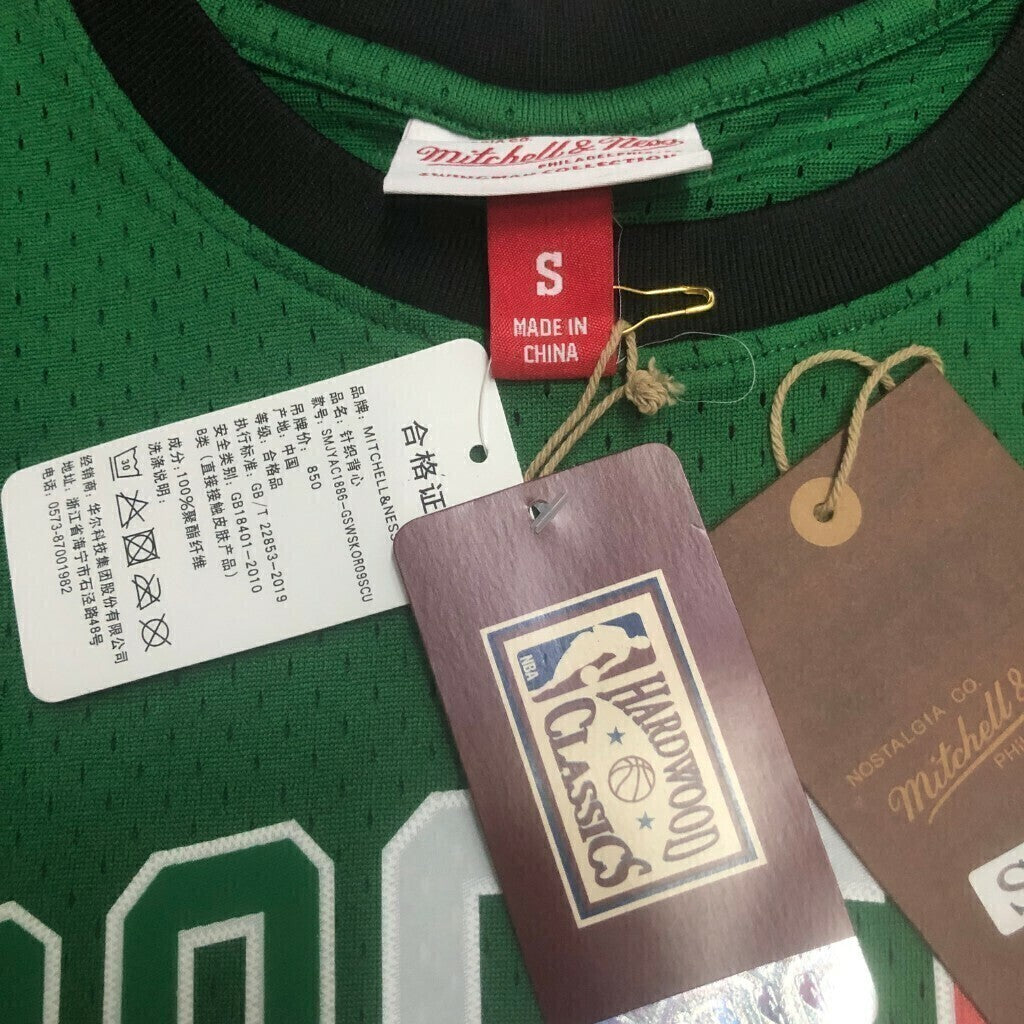 Mitchell & Ness
PHILADELPHIA
SWINGMAN COLLECTION
S
MADE IN
CHINA
合格证
品牌: MITCHELL&NESS
品名: 针织背心
款号: SMJYAC1886-GSWSKOR09SCU
吊牌价: 850
产地: 中国
等级: 合格品
执行标准: GB/T 22853-2019
安全类别: GB18401-2010
B类 (直接接触皮肤产品)
成分:100%聚酯纤维
洗涤说明:
30
经销商: 华尔科技集团股份有限公司
地址: 浙江省海宁市石泾路48号
电话: 0573-87001982
NBA
HARDWOOD
CLASSICS
NOSTALGIA CO.
Mitchell &
S